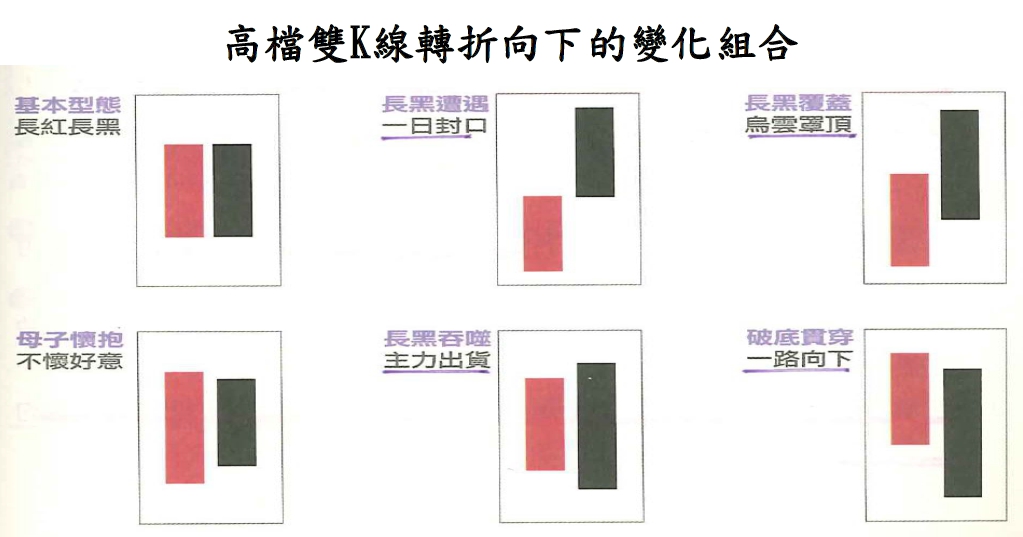 高檔雙K線轉折向下的變化組合
基本型態
長紅長黑
長黑遭遇
一日封口
長黑覆蓋
烏雲罩頂
母子懷抱
不懷好意
長黑吞噬
主力出貨
破底貫穿
一路向下